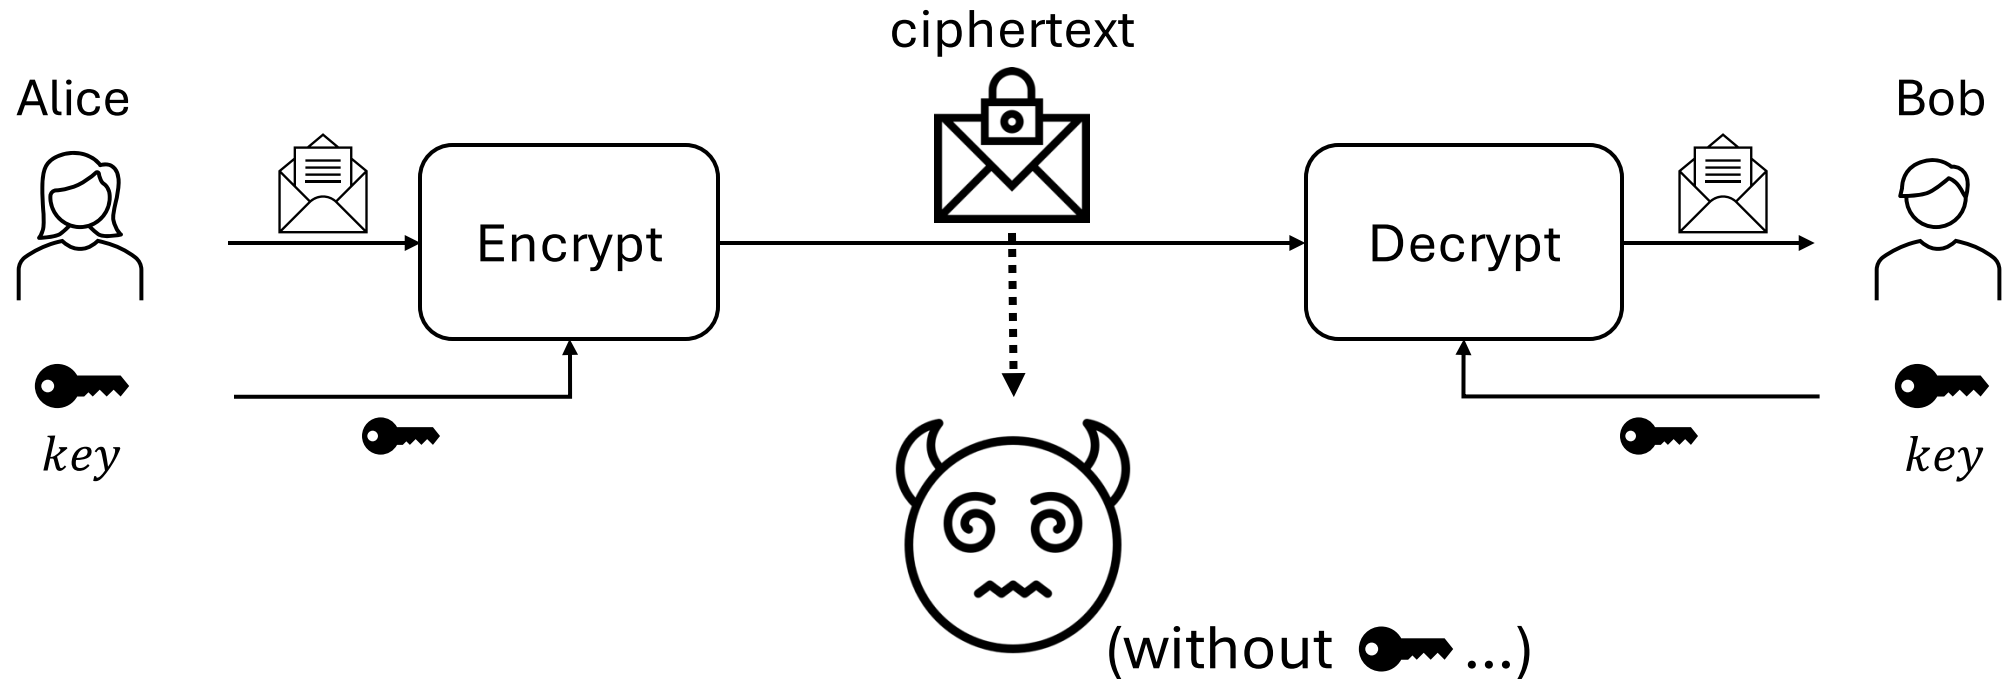 ciphertext
Alice
Bob
Encrypt
Decrypt
key
key
(without ...)